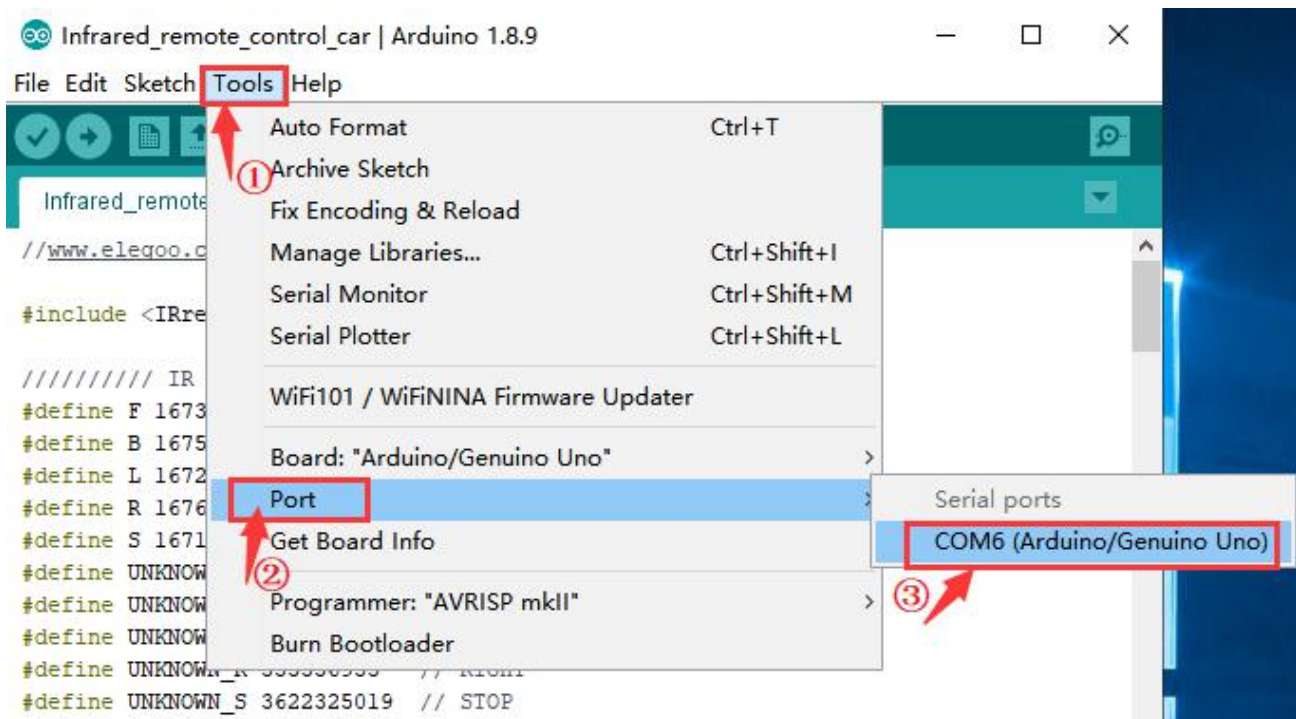 Infrared_remote_control_car | Arduino 1.8.9
File Edit Sketch Tools Help
①
Auto Format Ctrl+T
Archive Sketch
Infrared_remote
Fix Encoding & Reload
//www.elegoo.c
Manage Libraries... Ctrl+Shift+I
Serial Monitor Ctrl+Shift+M
#include <IRre
Serial Plotter Ctrl+Shift+L
////////// IR
WiFi101 / WiFiNINA Firmware Updater
#define F 1673
#define B 1675
Board: "Arduino/Genuino Uno"
#define L 1672
Port
Serial ports
#define R 1676
#define S 1671
Get Board Info
COM6 (Arduino/Genuino Uno)
②
③
#define UNKNOW
#define UNKNOW
Programmer: "AVRISP mkII"
#define UNKNOW
Burn Bootloader
#define
#define UNKNOWN_S 3622325019 // STOP